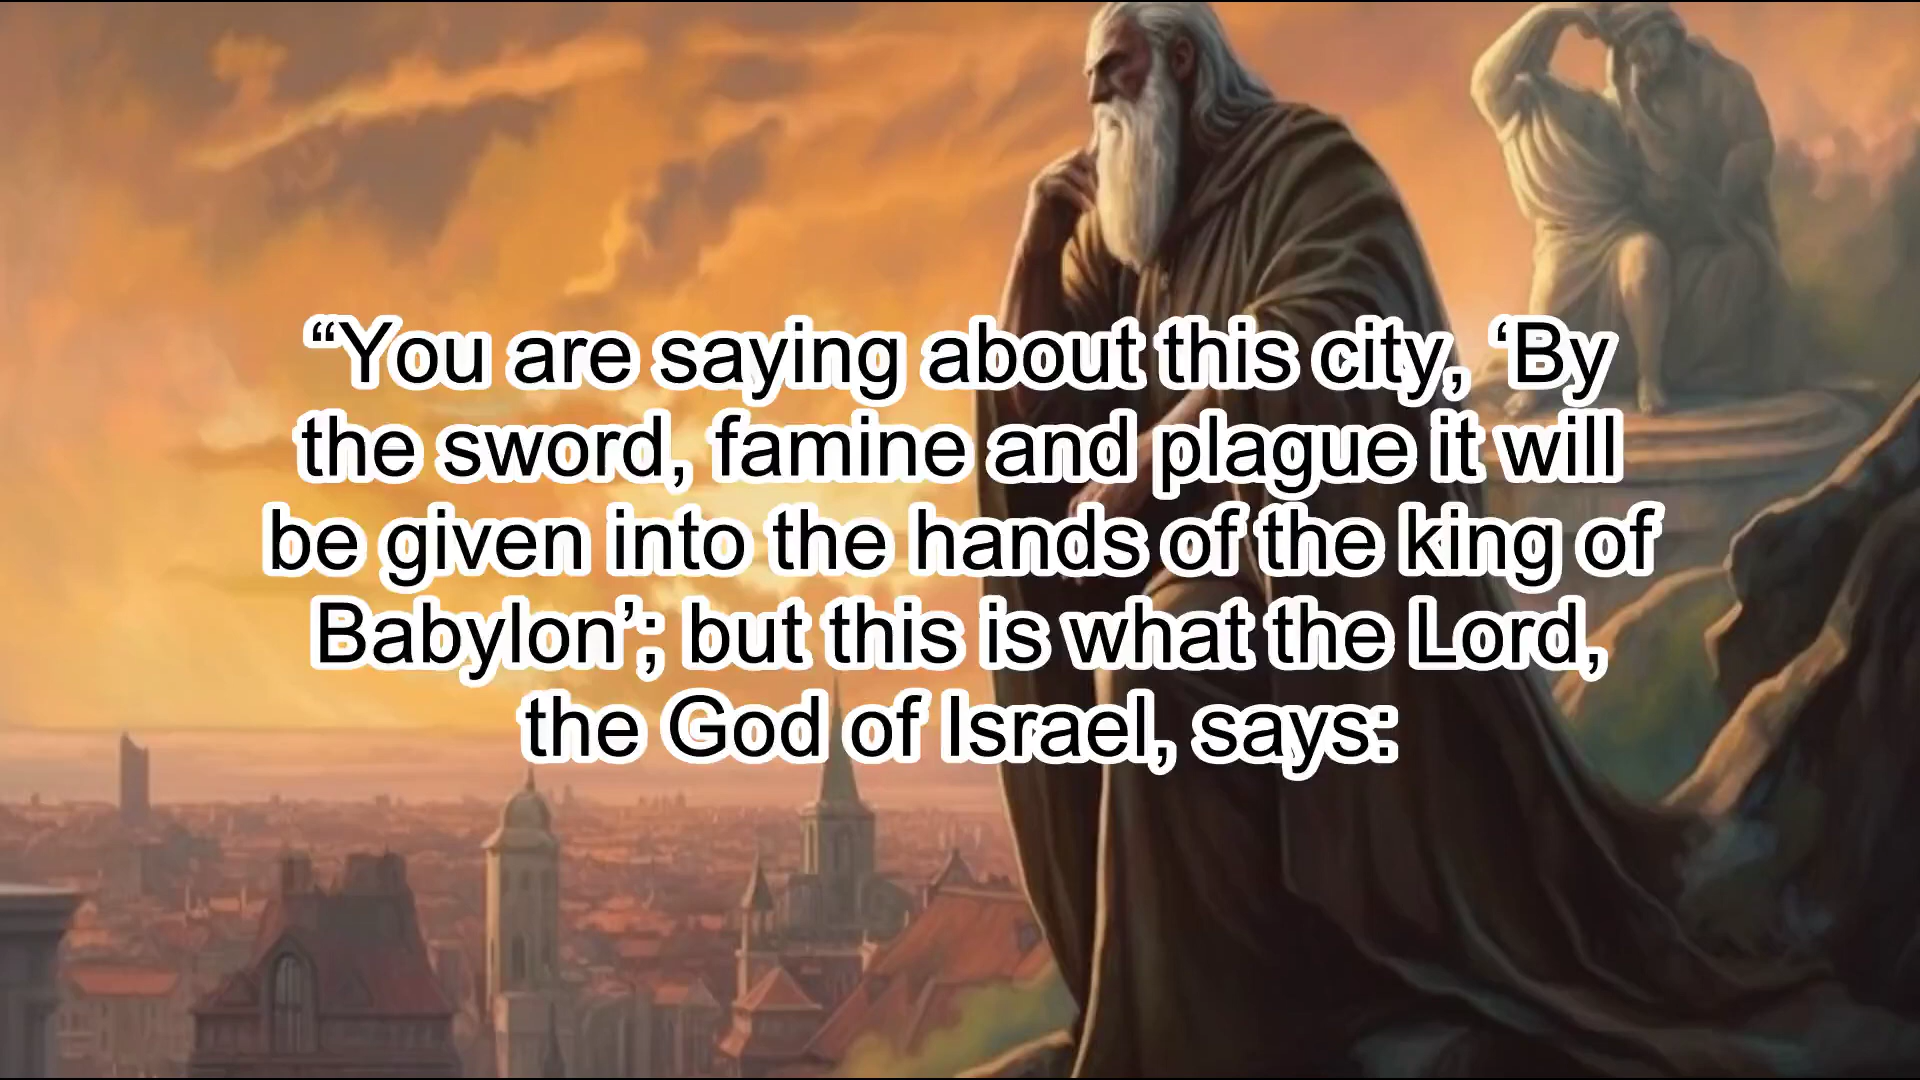 “You are saying about this city, ‘By
the sword, famine and plague it will
be given into the hands of the king of
Babylon’; but this is what the Lord,
the God of Israel, says: